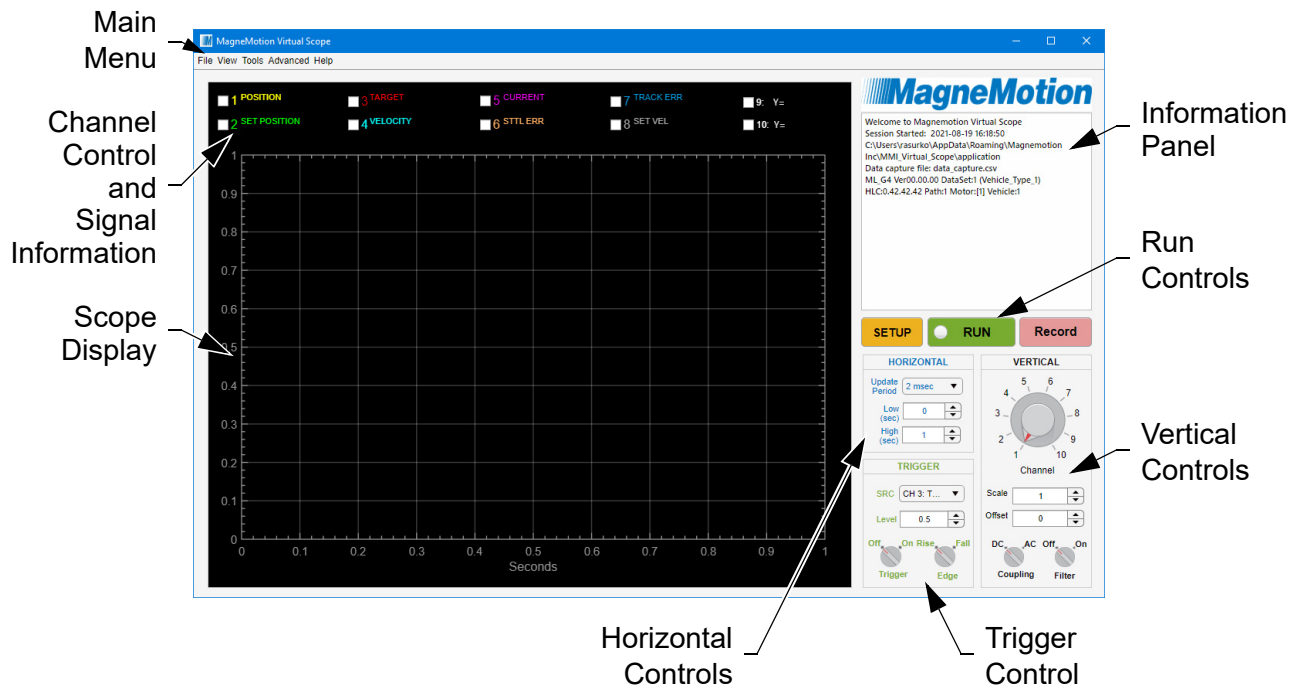 Main
Menu
MagneMotion Virtual Scope
File View Tools Advanced Help
Channel
Control
and
Signal
Information
1 POSITION
3 TARGET
5 CURRENT
7 TRACK ERR
9: Y=
2 SET POSITION
4 VELOCITY
6 STTL ERR
8 SET VEL
10: Y=
MagneMotion
Welcome to Magnemotion Virtual Scope
Session Started: 2021-08-19 16:18:50
C:\Users\rasurko\AppData\Roaming\Magnemotion
Inc\MMI_Virtual_Scope\application
Data capture file: data_capture.csv
ML_G4 Ver00.00.00 DataSet:1 (Vehicle_Type_1)
HLC:0.42.42.42 Path:1 Motor:[1] Vehicle:1
Information
Panel
Run
Controls
Scope
Display
1
0.9
0.8
0.7
0.6
0.5
0.4
0.3
0.2
0.1
0
0 0.1 0.2 0.3 0.4 0.5 0.6 0.7 0.8 0.9 1
Seconds
SETUP
RUN
Record
HORIZONTAL
Update
Period
2 msec
Low
(sec)
0
High
(sec)
1
TRIGGER
SRC CH 3: T...
Level 0.5
Off On
Trigger
Rise Fall
Edge
VERTICAL
1 2 3 4 5 6 7 8 9 10
Channel
Scale 1
Offset 0
DC AC
Coupling
Off On
Filter
Vertical
Controls
Horizontal
Controls
Trigger
Control